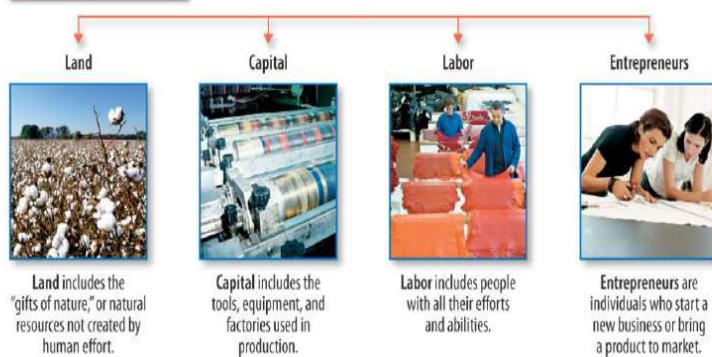 Land
Capital
Labor
Entrepreneurs
Land includes the
"gifts of nature," or natural
resources not created by
human effort.
Capital includes the
tools, equipment, and
factories used in
production.
Labor includes people
with all their efforts
and abilities.
Entrepreneurs are
individuals who start a
new business or bring
a product to market.